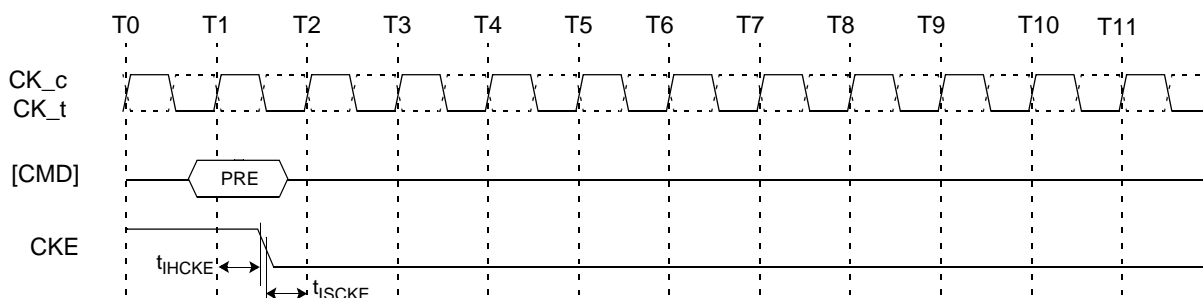 T0 T1 T2 T3 T4 T5 T6 T7 T8 T9 T10 T11
CK_c
CK_t
[CMD] PRE
CKE
tIHCKE
tISCKE